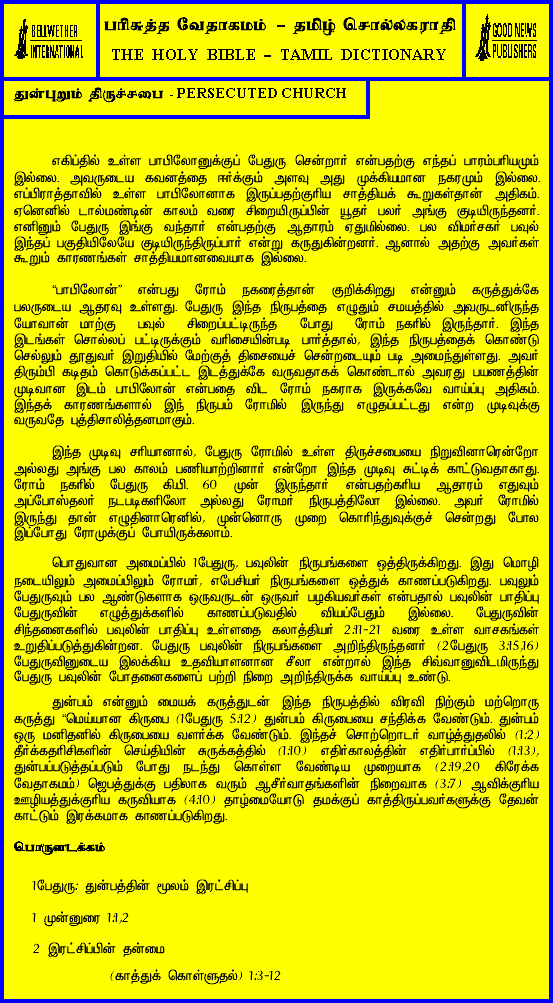 BELLWETHER
INTERNATIONAL
பரிசுத்த வேதாகமம் – தமிழ் சொல்லகராதி
THE HOLY BIBLE – TAMIL DICTIONARY
GOOD NEWS
PUBLISHERS
துன்புறும் திருச்சபை - PERSECUTED CHURCH
எகிப்தில் உள்ள பாபிலோனுக்குப் பேதுரு சென்றார் என்பதற்கு எந்தப் பாரம்பரியமும்
இல்லை. அவருடைய கவனத்தை ஈர்க்கும் அளவு அது முக்கியமான நகரமும் இல்லை.
எப்பிராத்தாவில் உள்ள பாபிலோனாக இருப்பதற்குரிய சாத்தியக் கூறுகள்தான் அதிகம்.
ஏனெனில் டால்மண்டின் காலம் வரை சிறையிருப்பின் யூதர் பலர் அங்கு குடியிருந்தனர்.
எனினும் பேதுரு இங்கு வந்தார் என்பதற்கு ஆதாரம் ஏதுமில்லை. பல விமர்சகர் பவுல்
இந்தப் பகுதியிலேயே குடியிருந்திருப்பார் என்று கருதுகின்றனர். ஆனால் அதற்கு அவர்கள்
கூறும் காரணங்கள் சாத்தியமானவையாக இல்லை.
“பாபிலோன்” என்பது ரோம் நகரைத்தான் குறிக்கிறது என்னும் கருத்துக்கே
பலருடைய ஆதரவு உள்ளது. பேதுரு இந்த நிருபத்தை எழுதும் சமயத்தில் அவருடனிருந்த
யோவான் மாற்கு பவுல் சிறைப்பட்டிருந்த போது ரோம் நகரில் இருந்தார். இந்த
இடங்கள் சொல்லப் பட்டிருக்கும் வரிசையின்படி பார்த்தால், இந்த நிருபத்தைக் கொண்டு
செல்லும் தூதுவர் இறுதியில் மேற்குத் திசையைச் சென்றடையும் படி அமைந்துள்ளது. அவர்
திரும்பி கடிதம் கொடுக்கப்பட்ட இடத்துக்கே வருவதாகக் கொண்டால் அவரது பயணத்தின்
முடிவான இடம் பாபிலோன் என்பதை விட ரோம் நகராக இருக்கவே வாய்ப்பு அதிகம்.
இந்தக் காரணங்களால் இந் நிருபம் ரோமில் இருந்து எழுதப்பட்டது என்ற முடிவுக்கு
வருவதே புத்திசாலித்தனமாகும்.
இந்த முடிவு சரியானால், பேதுரு ரோமில் உள்ள திருச்சபையை நிறுவினாரென்றோ
அல்லது அங்கு பல காலம் பணியாற்றினார் என்றோ இந்த முடிவு சுட்டிக் காட்டுவதாகாது.
ரோம் நகரில் பேதுரு கி.பி. 60 முன் இருந்தார் என்பதற்கரிய ஆதாரம் எதுவும்
அப்போஸ்தலர் நடபடிகளிலோ அல்லது ரோமர் நிருபத்திலோ இல்லை. அவர் ரோமில்
இருந்து தான் எழுதினாரெனில், முன்னொரு முறை கொரிந்துவுக்குச் சென்றது போல
இப்போது ரோமுக்குப் போயிருக்கலாம்.
பொதுவான அமைப்பில் 1பேதுரு, பவுலின் நிருபங்களை ஒத்திருக்கிறது. இது மொழி
நடையிலும் அமைப்பிலும் ரோமர், எபேசியர் நிருபங்களை ஒத்துக் காணப்படுகிறது. பவுலும்
பேதுருவும் பல ஆண்டுகளாக ஒருவருடன் ஒருவர் பழகியவர்கள் என்பதால் பவுலின் பாதிப்பு
பேதுருவின் எழுத்துக்களில் காணப்படுவதில் வியப்பேதும் இல்லை. பேதுருவின்
சிந்தனைகளில் பவுலின் பாதிப்பு உள்ளதை கலாத்தியர் 2:11-21 வரை உள்ள வாசகங்கள்
உறுதிப்படுத்துகின்றன. பேதுரு பவுலின் நிருபங்களை அறிந்திருந்தனர் (2பேதுரு 3:15,16)
பேதுருவினுடைய இலக்கிய உதவியாளனான சீலா என்றால் இந்த சில்வானுவிடமிருந்து
பேதுரு பவுலின் போதனைகளைப் பற்றி நிறை அறிந்திருக்க வாய்ப்பு உண்டு.
துன்பம் என்னும் மையக் கருத்துடன் இந்த நிருபத்தில் விரவி நிற்கும் மற்றொரு
கருத்து “மெய்யான கிருபை (1பேதுரு 5:12) துன்பம் கிருபையை சந்திக்க வேண்டும். துன்பம்
ஒரு மனிதனில் கிருபையை வளர்க்க வேண்டும். இந்தச் சொற்றொடர் வாழ்த்துதலில் (1:2)
தீர்க்கதரிசிகளின் செய்தியின் சுருக்கத்தில் (1:10) எதிர்காலத்தின் எதிர்பார்ப்பில் (1:13),
துன்பப்படுத்தப்படும் போது நடந்து கொள்ள வேண்டிய முறையாக (2:19,20 கிரேக்க
வேதாகமம்) ஜெபத்துக்கு பதிலாக வரும் ஆசீர்வாதங்களின் நிறைவாக (3:7) ஆவிக்குரிய
ஊழியத்துக்குரிய கருவியாக (4:10) தாழ்மையோடு தமக்குப் காத்திருப்பவர்களுக்கு தேவன்
காட்டும் இரக்கமாக காணப்படுகிறது.
பொருளடக்கம்
1பேதுரு: துன்பத்தின் மூலம் இரட்சிப்பு
1 முன்னுரை 1:1,2
2 இரட்சிப்பின் தன்மை
(காத்துக் கொள்ளுதல்) 1:3-12